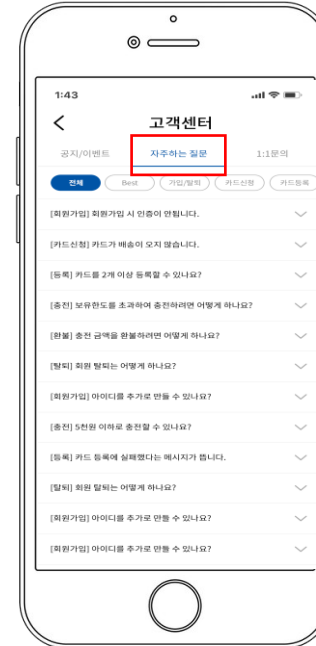 1:43
고객센터
공지/이벤트 자주하는 질문 1:1문의
전체 Best 가입/탈퇴 카드신청 카드등록
[회원가입] 회원가입 시 인증이 안됩니다.
[카드신청] 카드가 배송이 오지 않습니다.
[등록] 카드를 2개 이상 등록할 수 있나요?
[충전] 보유한도를 초과하여 충전하려면 어떻게 하나요?
[환불] 충전 금액을 환불하려면 어떻게 하나요?
[탈퇴] 회원 탈퇴는 어떻게 하나요?
[회원가입] 아이디를 추가로 만들 수 있나요?
[충전] 5천원 이하로 충전할 수 있나요?
[등록] 카드 등록에 실패했다는 메시지가 뜹니다.
[탈퇴] 회원 탈퇴는 어떻게 하나요?
[회원가입] 아이디를 추가로 만들 수 있나요?
[회원가입] 아이디를 추가로 만들 수 있나요?